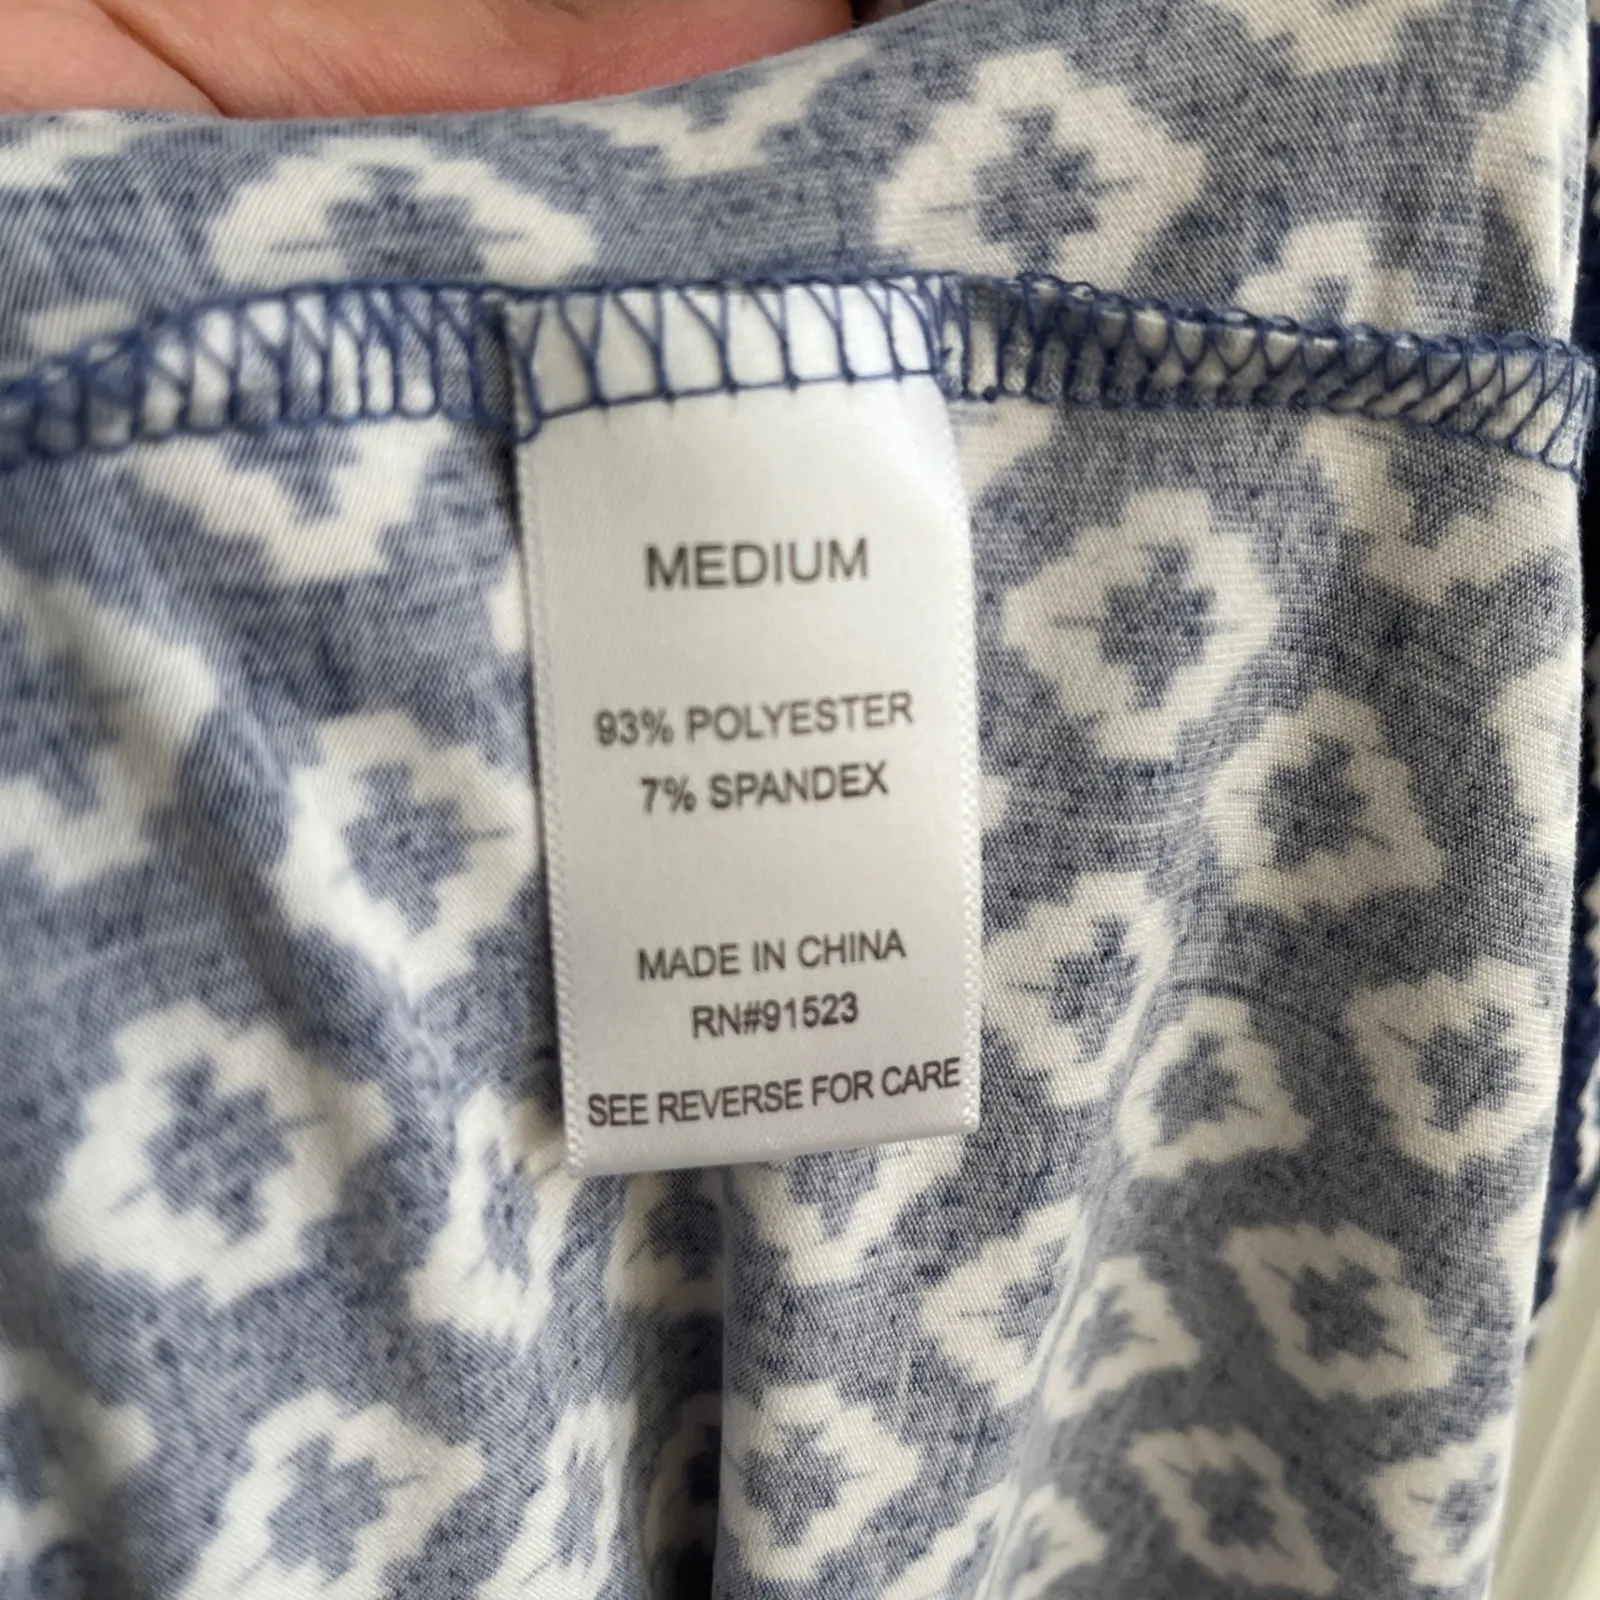 MEDIUM
93% POLYESTER
7% SPANDEX
MADE IN CHINA
RN#91523
SEE REVERSE FOR CARE